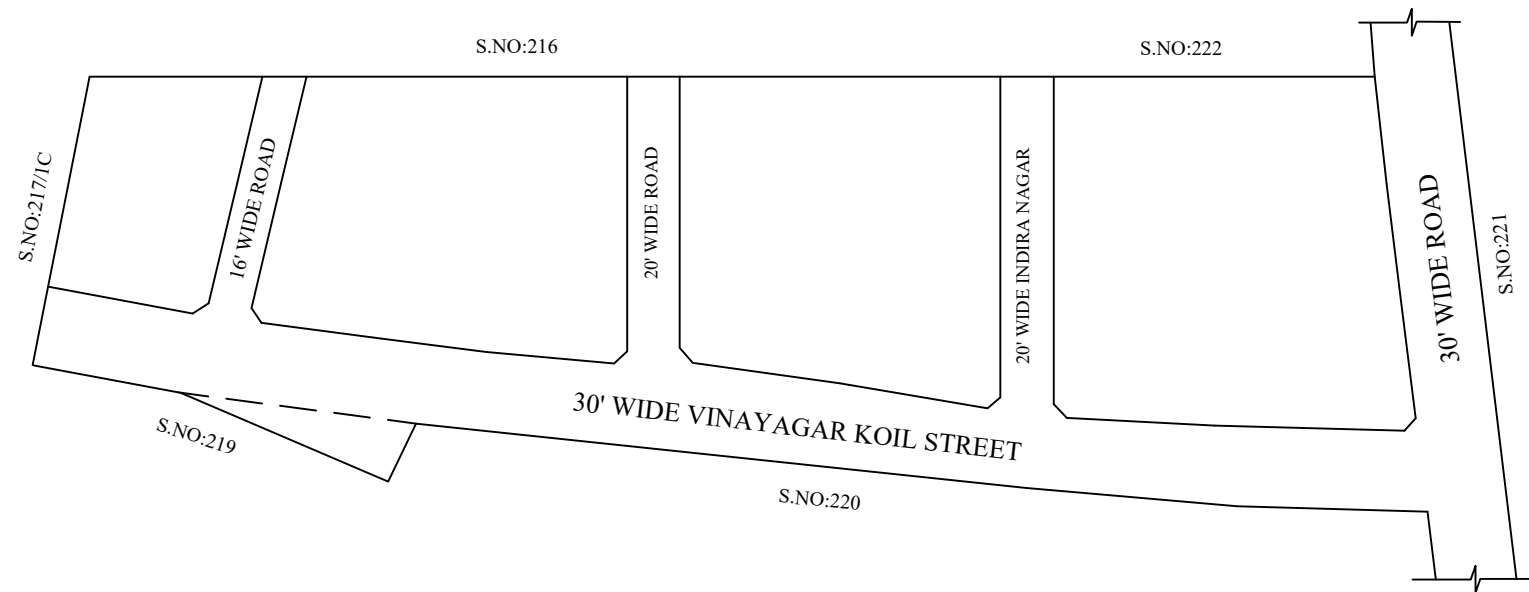 S.NO:216
S.NO:222
S.NO:217/1C
16' WIDE ROAD
20' WIDE ROAD
20' WIDE INDIRA NAGAR
30' WIDE ROAD
S.NO:221
30' WIDE VINAYAGAR KOIL STREET
S.NO:219
S.NO:220